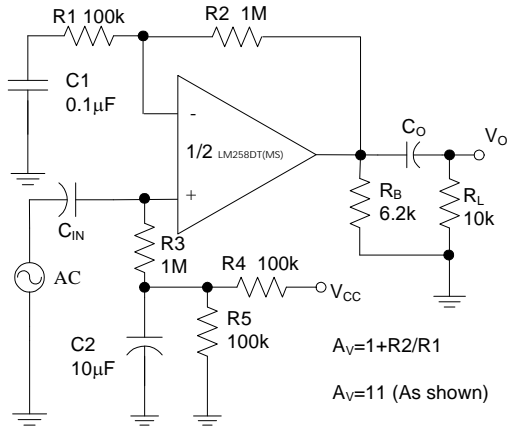 R1 100k
R2 1M
C1
0.1μF
-
1/2 LM258DT(MS)
CO
VO
+
RB
6.2k
RL
10k
CIN
R3
1M
AC
R4 100k
VCC
R5
100k
C2
10μF
AV=1+R2/R1
AV=11 (As shown)